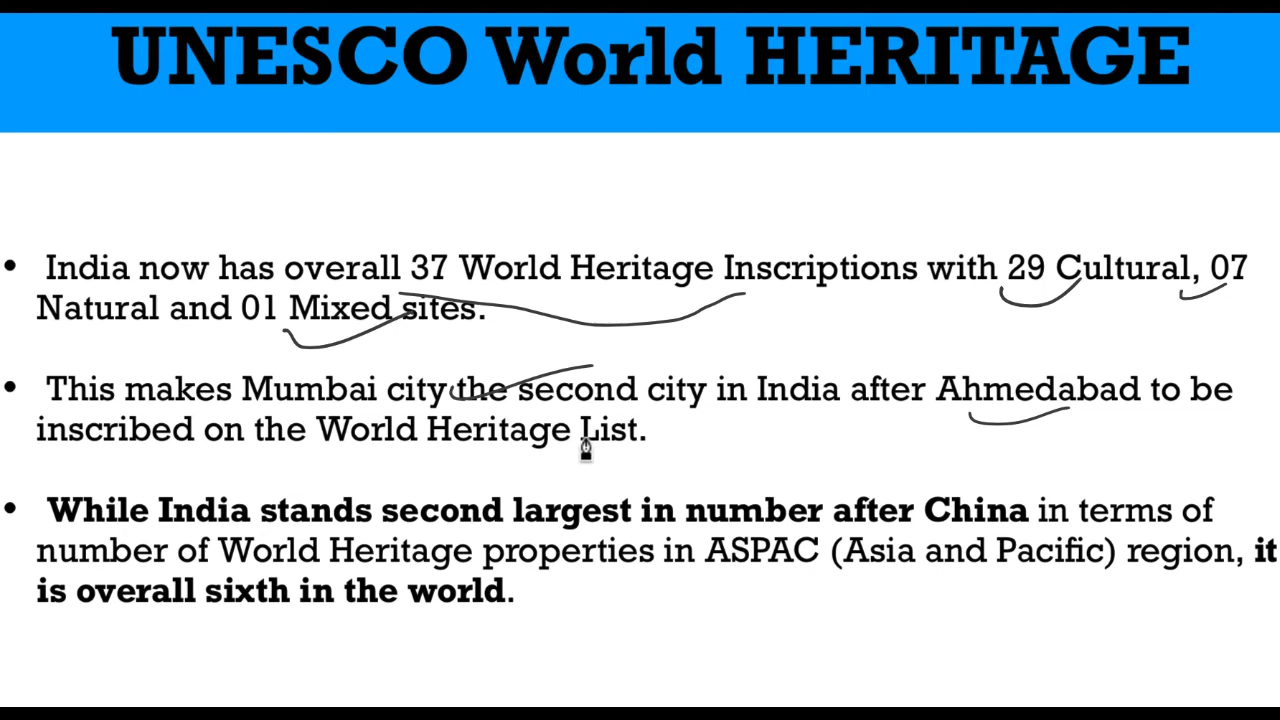 UNESCO World HERITAGE
• India now has overall 37 World Heritage Inscriptions with 29 Cultural, 07
Natural and 01 Mixed sites.
• This makes Mumbai city the second city in India after Ahmedabad to be
inscribed on the World Heritage List.
• While India stands second largest in number after China in terms of
number of World Heritage properties in ASPAC (Asia and Pacific) region, it
is overall sixth in the world.